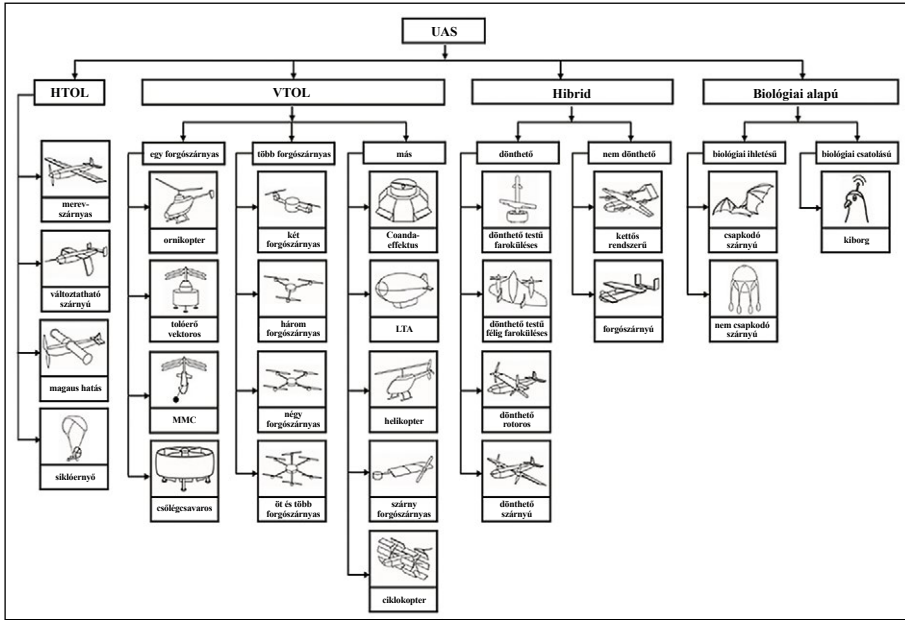 UAS
HTOL
VTOL
Hibrid
Biológiai alapú
egy forgószárnyas
több forgószárnyas
más
dönthető
nem dönthető
biológiai ihletésű
biológiai csatolású
merev-
szárnyas
változtatható
szárnyú
magaus hatás
siklóernyő
ornikopter
tolóerő
vektoros
MMC
csőlégcsavaros
két
forgószárnyas
három
forgószárnyas
négy
forgószárnyas
öt és több
forgószárnyas
Coanda-
effektus
LTA
helikopter
szárny
forgószárnyas
ciklokopter
dönthető testű
faroküléses
dönthető testű
félig faroküléses
dönthető
rotoros
dönthető
szárnyú
kettős
rendszerű
forgószárnyú
csapkodó
szárnyú
nem csapkodó
szárnyú
kiborg